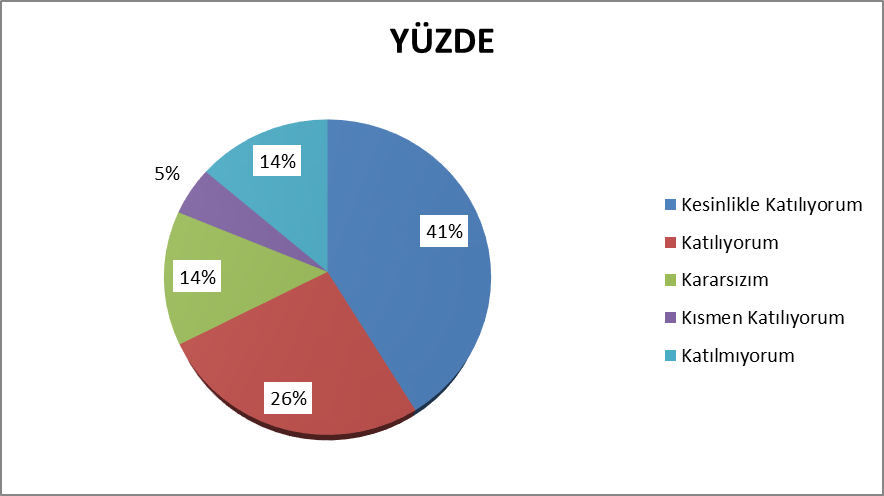 YÜZDE
14%
5%
41%
14%
26%
Kesinlikle Katılıyorum
Katılıyorum
Kararsızım
Kısmen Katılıyorum
Katılmıyorum